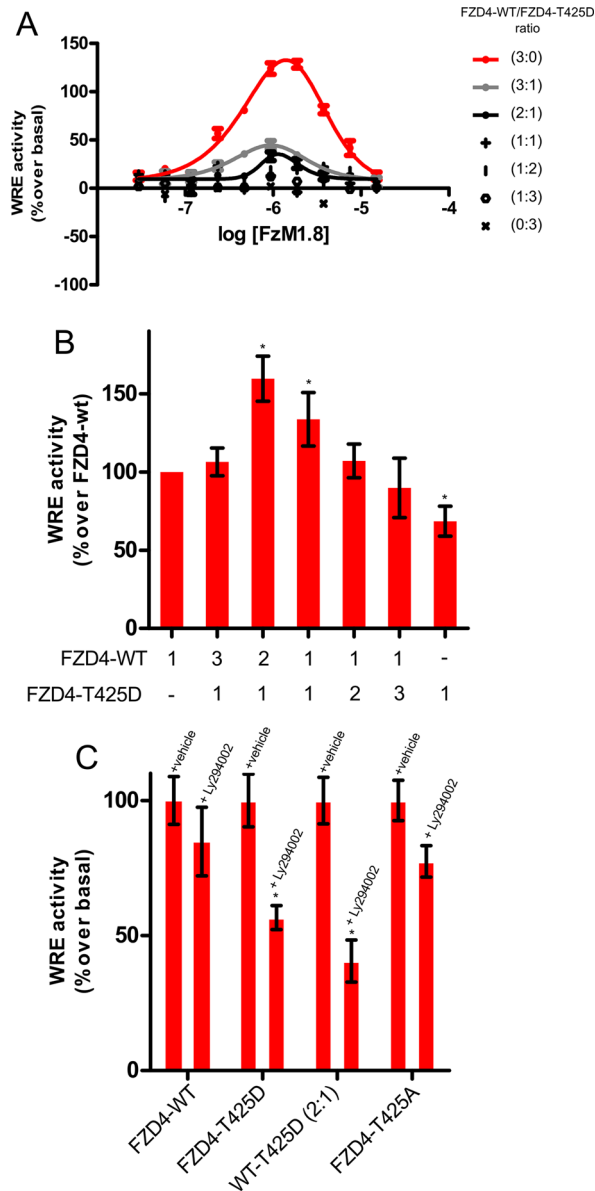 A
FZD4-WT/FZD4-T425D
ratio
(3:0)
(3:1)
(2:1)
(1:1)
(1:2)
(1:3)
(0:3)
WRE activity
(%over basal)
150
100
50
0
-50
-100
-7
-6
-5
-4
log [FzM1.8]
B
WRE activity
(%over FZD4-wt)
150
100
50
0
*
*
*
FZD4-WT 1 3 2 1 1 1 -
FZD4-T425D - 1 1 1 2 3 1
C
WRE activity
(%over basal)
100
50
0
+vehicle
+ Ly294002
+vehicle
* + Ly294002
+vehicle
* + Ly294002
+vehicle
+ Ly294002
FZD4-WT
FZD4-T425D
WT-T425D (2:1)
FZD4-T425A